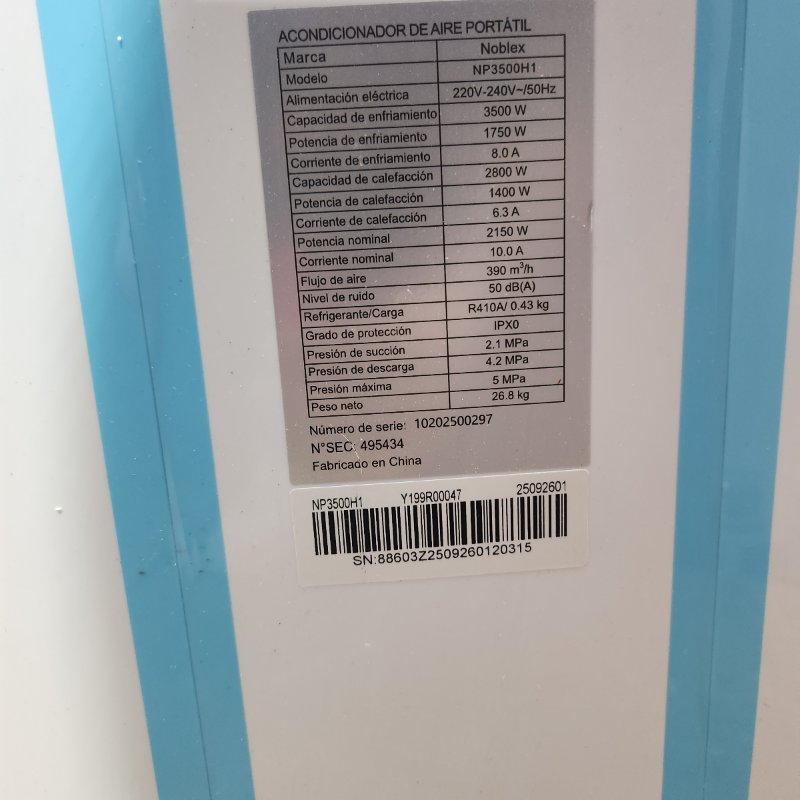 ACONDICIONADOR DE AIRE PORTÁTIL
Marca Noblex
Modelo NP3500H1
Alimentación eléctrica 220V-240V~/50Hz
Capacidad de enfriamiento 3500 W
Potencia de enfriamiento 1750 W
Corriente de enfriamiento 8.0 A
Capacidad de calefacción 2800 W
Potencia de calefacción 1400 W
Corriente de calefacción 6.3 A
Potencia nominal 2150 W
Corriente nominal 10.0 A
Flujo de aire 390 m³/h
Nivel de ruido 50 dB(A)
Refrigerante/Carga R410A/ 0.43 kg
Grado de protección IPX0
Presión de succión 2.1 MPa
Presión de descarga 4.2 MPa
Presión máxima 5 MPa
Peso neto 26.8 kg
Número de serie: 10202500297
N°SEC: 495434
Fabricado en China
NP3500H1 Y199R00047 25092601
SN:88603Z2509260120315